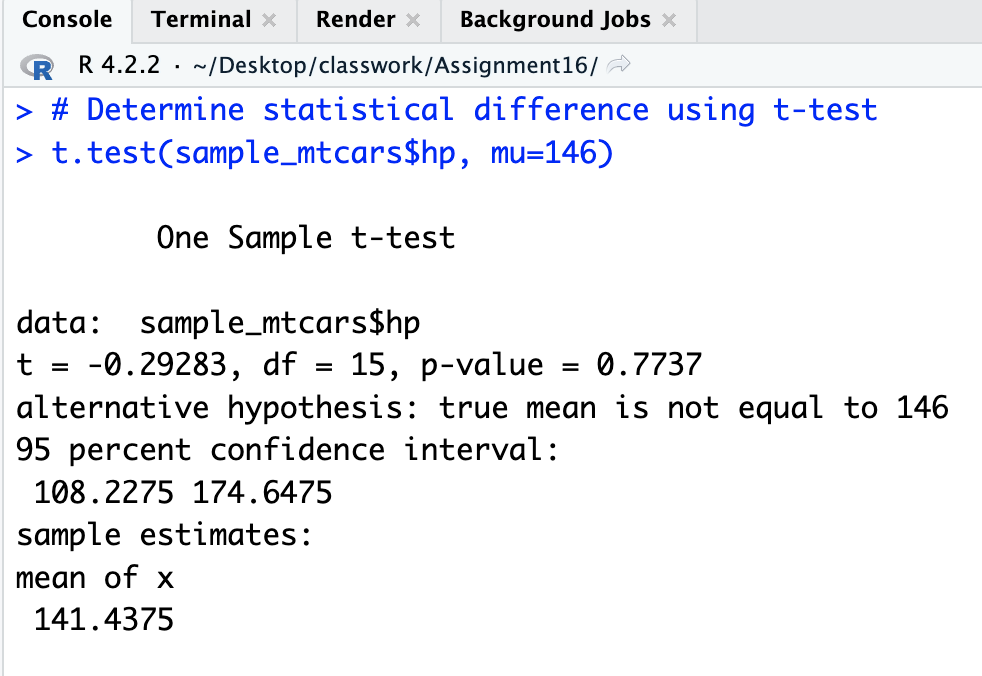 Console Terminal × Render × Background Jobs ×
R R 4.2.2 · ~/Desktop/classwork/Assignment16/
> # Determine statistical difference using t-test
> t.test(sample_mtcars$hp, mu=146)
One Sample t-test
data:  sample_mtcars$hp
t = -0.29283, df = 15, p-value = 0.7737
alternative hypothesis: true mean is not equal to 146
95 percent confidence interval:
108.2275 174.6475
sample estimates:
mean of x
141.4375